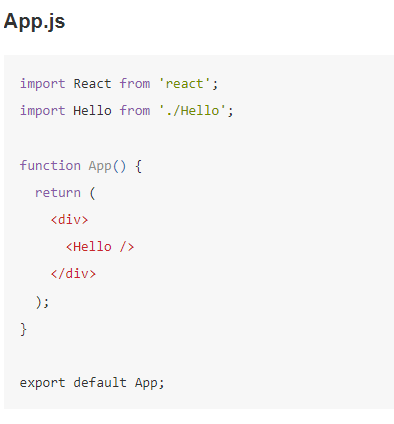 App.js
import React from 'react';
import Hello from './Hello';
function App() {
return (
<div>
<Hello />
</div>
);
}
export default App;